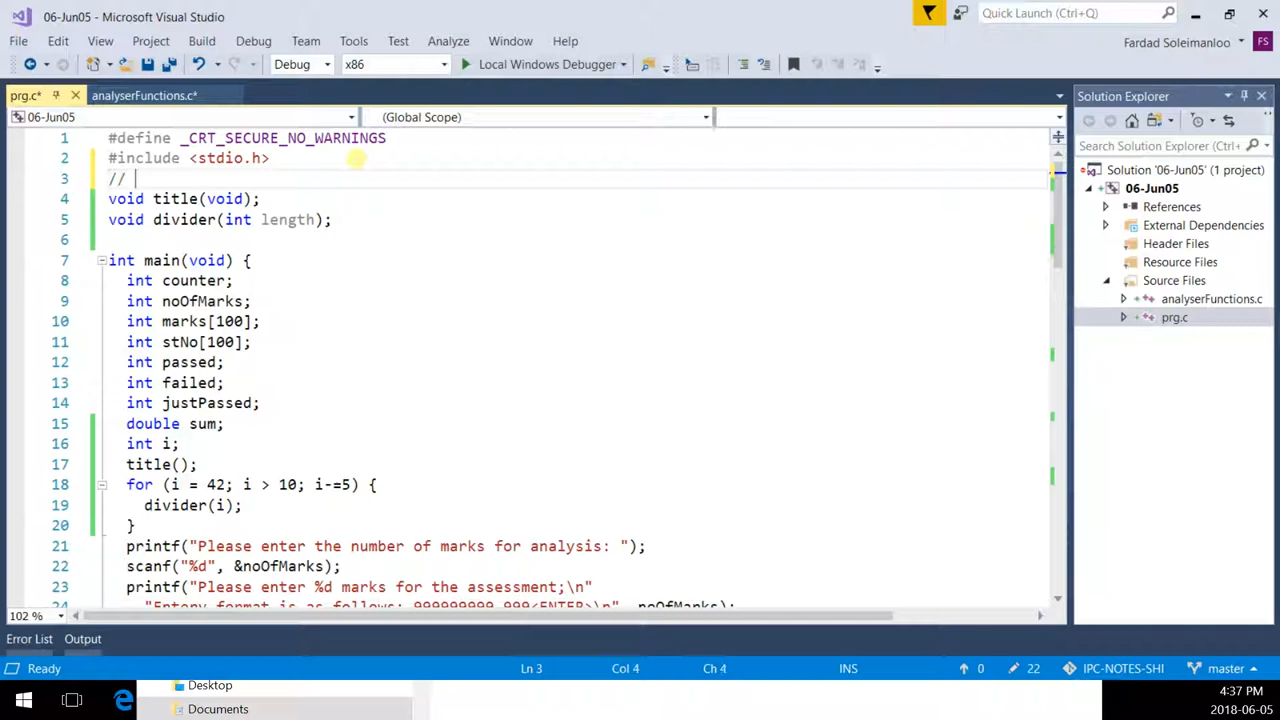 06-Jun05 - Microsoft Visual Studio
Quick Launch (Ctrl+Q)
File Edit View Project Build Debug Team Tools Test Analyze Window Help
Fardad Soleimanloo
FS
Debug x86 Local Windows Debugger
prg.c* analyserFunctions.c*
Solution Explorer
06-Jun05 (Global Scope)
Search Solution Explorer (Ctrl+;)
Solution '06-Jun05' (1 project)
06-Jun05
References
External Dependencies
Header Files
Resource Files
Source Files
analyserFunctions.c
prg.c
1 #define _CRT_SECURE_NO_WARNINGS
2 #include <stdio.h>
3 //
4 void title(void);
5 void divider(int length);
6
7 int main(void) {
8 int counter;
9 int noOfMarks;
10 int marks[100];
11 int stNo[100];
12 int passed;
13 int failed;
14 int justPassed;
15 double sum;
16 int i;
17 title();
18 for (i = 42; i > 10; i-=5) {
19 divider(i);
20 }
21 printf("Please enter the number of marks for analysis: ");
22 scanf("%d", &noOfMarks);
23 printf("Please enter %d marks for the assessment;\n"
24 "Entery format is as follows: 999999999,999<ENTER>\n", noOfMarks);
102 %
Error List Output
Ready Ln 3 Col 4 Ch 4 INS 0 22 IPC-NOTES-SHI master
Desktop
Documents
4:37 PM
2018-06-05